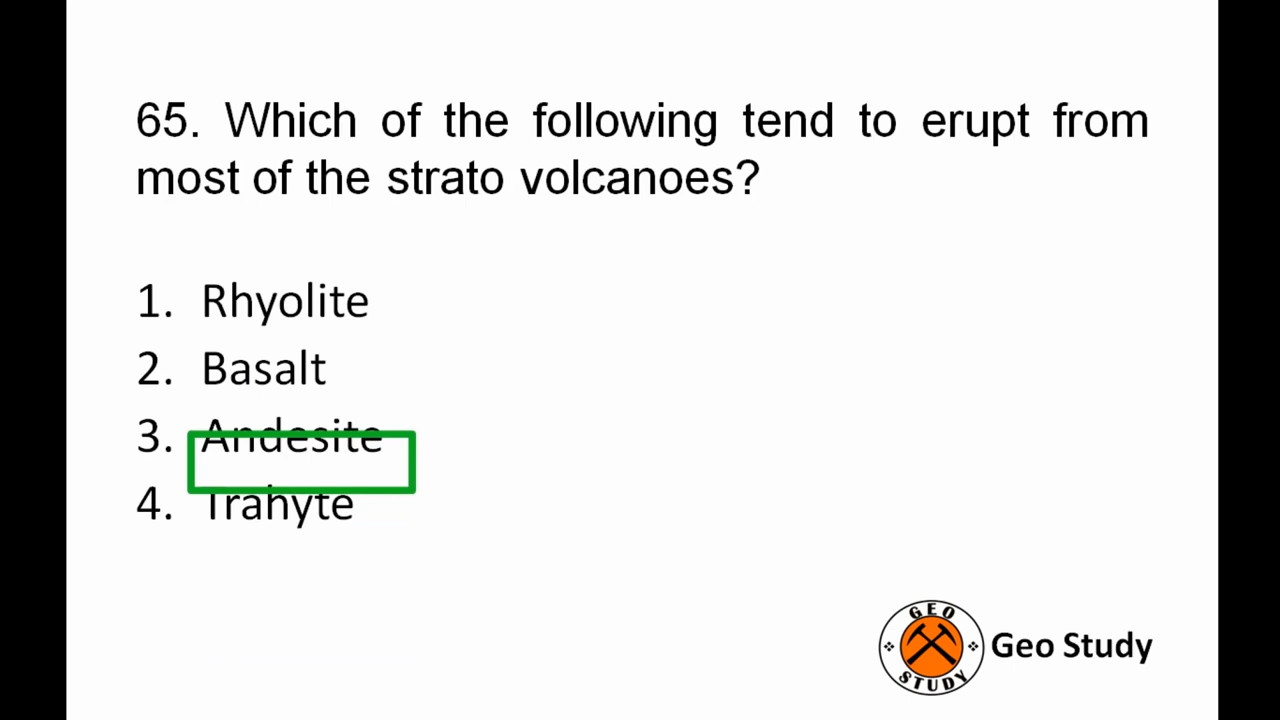 65. Which of the following tend to erupt from
most of the strato volcanoes?
1. Rhyolite
2. Basalt
3. Andesite
4. Trahyte
GEO
STUDY
Geo Study